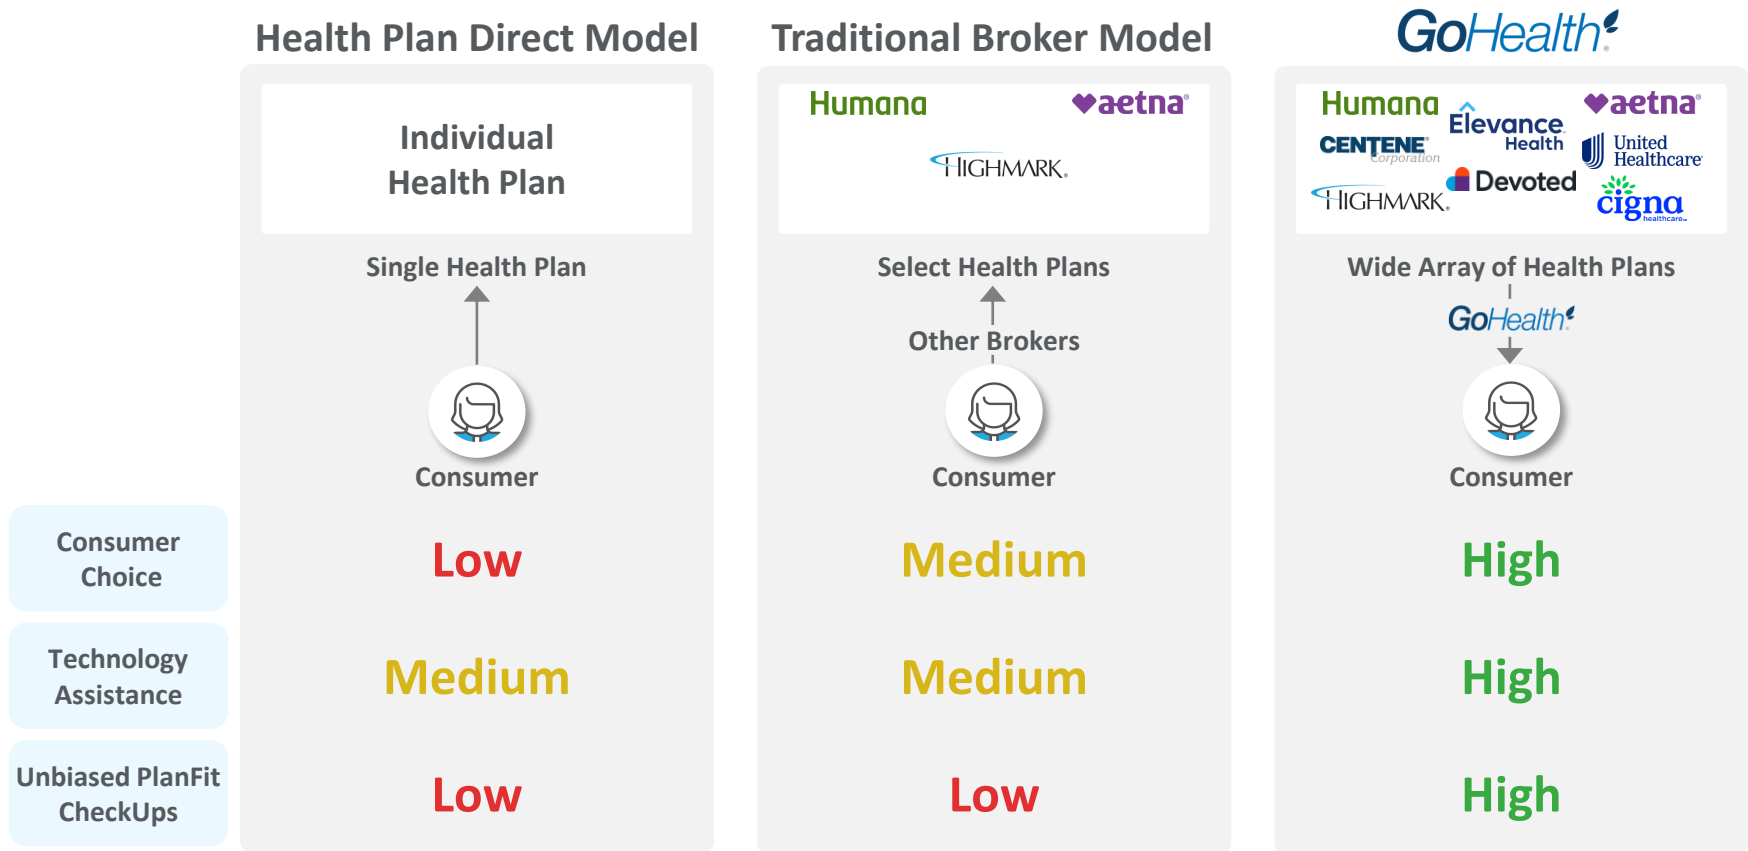 Health Plan Direct Model
Traditional Broker Model
GoHealth®
Individual
Health Plan
Humana
aetna®
HIGHMARK®
Humana
aetna®
Elevance
Health
CENTENE®
Corporation
United
Healthcare
HIGHMARK®
Devoted
cigna
healthcare℠
Single Health Plan
Select Health Plans
Wide Array of Health Plans
Other Brokers
GoHealth
Consumer
Consumer
Consumer
Consumer
Choice
Low
Medium
High
Technology
Assistance
Medium
Medium
High
Unbiased PlanFit
CheckUps
Low
Low
High